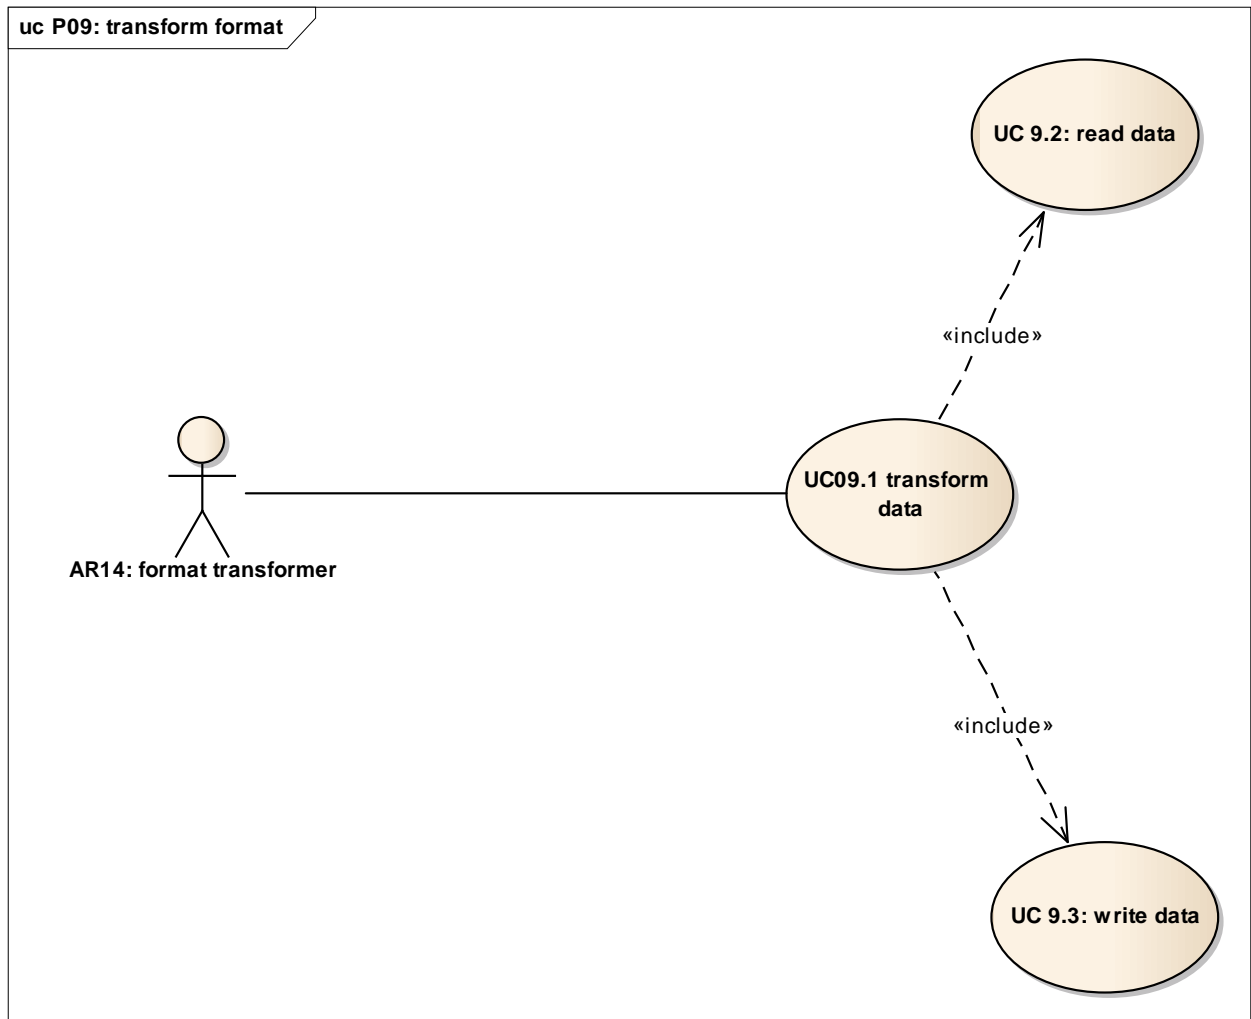 uc P09: transform format
UC 9.2: read data
«include»
UC09.1 transform
data
AR14: format transformer
«include»
UC 9.3: write data